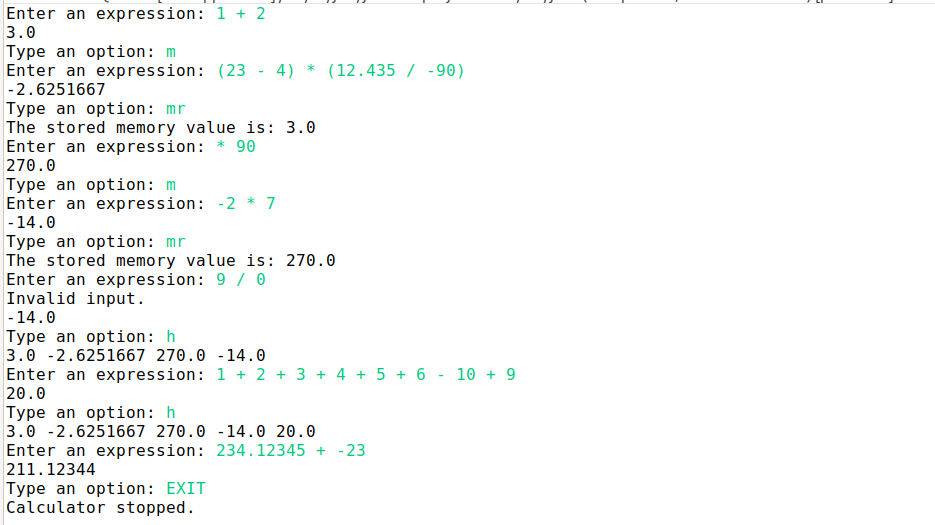 Enter an expression: 1 + 2
3.0
Type an option: m
Enter an expression: (23 - 4) * (12.435 / -90)
-2.6251667
Type an option: mr
The stored memory value is: 3.0
Enter an expression: * 90
270.0
Type an option: m
Enter an expression: -2 * 7
-14.0
Type an option: mr
The stored memory value is: 270.0
Enter an expression: 9 / 0
Invalid input.
-14.0
Type an option: h
3.0 -2.6251667 270.0 -14.0
Enter an expression: 1 + 2 + 3 + 4 + 5 + 6 - 10 + 9
20.0
Type an option: h
3.0 -2.6251667 270.0 -14.0 20.0
Enter an expression: 234.12345 + -23
211.12344
Type an option: EXIT
Calculator stopped.